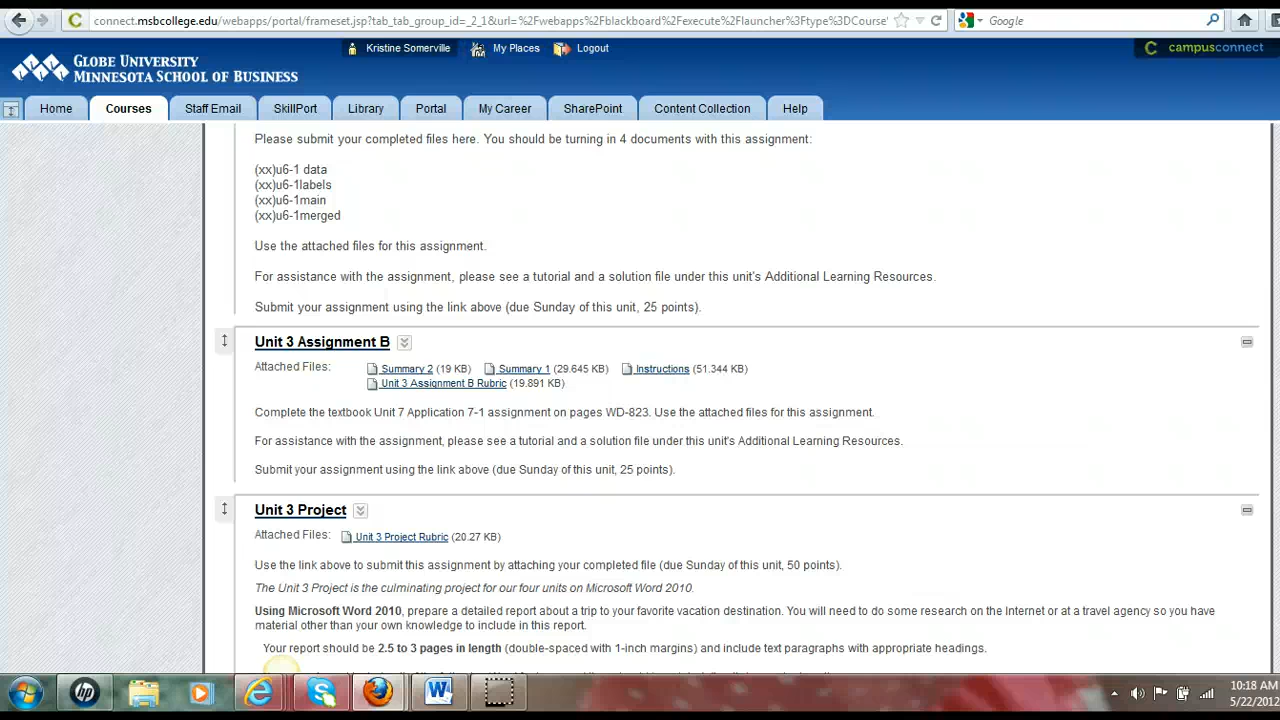 connect.msbcollege.edu/webapps/portal/frameset.jsp?tab_tab_group_id=_2_1&url=%2Fwebapps%2Fblackboard%2Fexecute%2Flauncher%3Ftype%3DCourse'
Google
Kristine Somerville
My Places
Logout
campusconnect
GLOBE UNIVERSITY
MINNESOTA SCHOOL OF BUSINESS
Home
Courses
Staff Email
SkillPort
Library
Portal
My Career
SharePoint
Content Collection
Help
Please submit your completed files here. You should be turning in 4 documents with this assignment:
(xx)u6-1 data
(xx)u6-1labels
(xx)u6-1main
(xx)u6-1merged
Use the attached files for this assignment.
For assistance with the assignment, please see a tutorial and a solution file under this unit's Additional Learning Resources.
Submit your assignment using the link above (due Sunday of this unit, 25 points).
Unit 3 Assignment B
Attached Files: Summary 2 (19 KB) Summary 1 (29.645 KB) Instructions (51.344 KB)
Unit 3 Assignment B Rubric (19.891 KB)
Complete the textbook Unit 7 Application 7-1 assignment on pages WD-823. Use the attached files for this assignment.
For assistance with the assignment, please see a tutorial and a solution file under this unit's Additional Learning Resources.
Submit your assignment using the link above (due Sunday of this unit, 25 points).
Unit 3 Project
Attached Files: Unit 3 Project Rubric (20.27 KB)
Use the link above to submit this assignment by attaching your completed file (due Sunday of this unit, 50 points).
The Unit 3 Project is the culminating project for our four units on Microsoft Word 2010.
Using Microsoft Word 2010, prepare a detailed report about a trip to your favorite vacation destination. You will need to do some research on the Internet or at a travel agency so you have
material other than your own knowledge to include in this report.
Your report should be 2.5 to 3 pages in length (double-spaced with 1-inch margins) and include text paragraphs with appropriate headings.
10:18 AM
5/22/2012